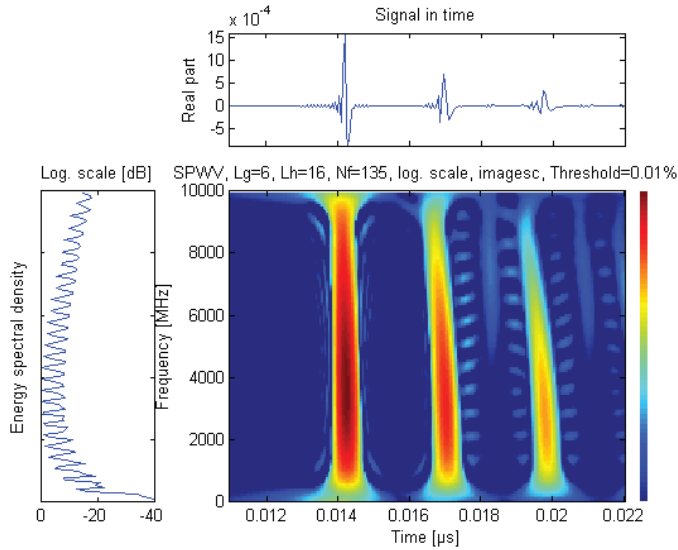 Signal in time
x 10^-4
Real part
15
10
5
0
-5
Log. scale [dB]
SPWV, Lg=6, Lh=16, Nf=135, log. scale, imagesc, Threshold=0.01%
Energy spectral density
Frequency [MHz]
10000
8000
6000
4000
2000
0
0 -20 -40
0.012 0.014 0.016 0.018 0.02 0.022
Time [µs]